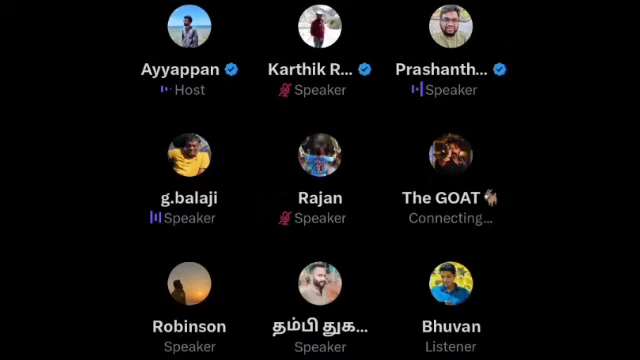 Ayyappan Karthik R... Prashanth...
Host Speaker Speaker
g.balaji Rajan The GOAT🐐
Speaker Speaker Connecting...
Robinson தம்பி துக... Bhuvan
Speaker Speaker Listener